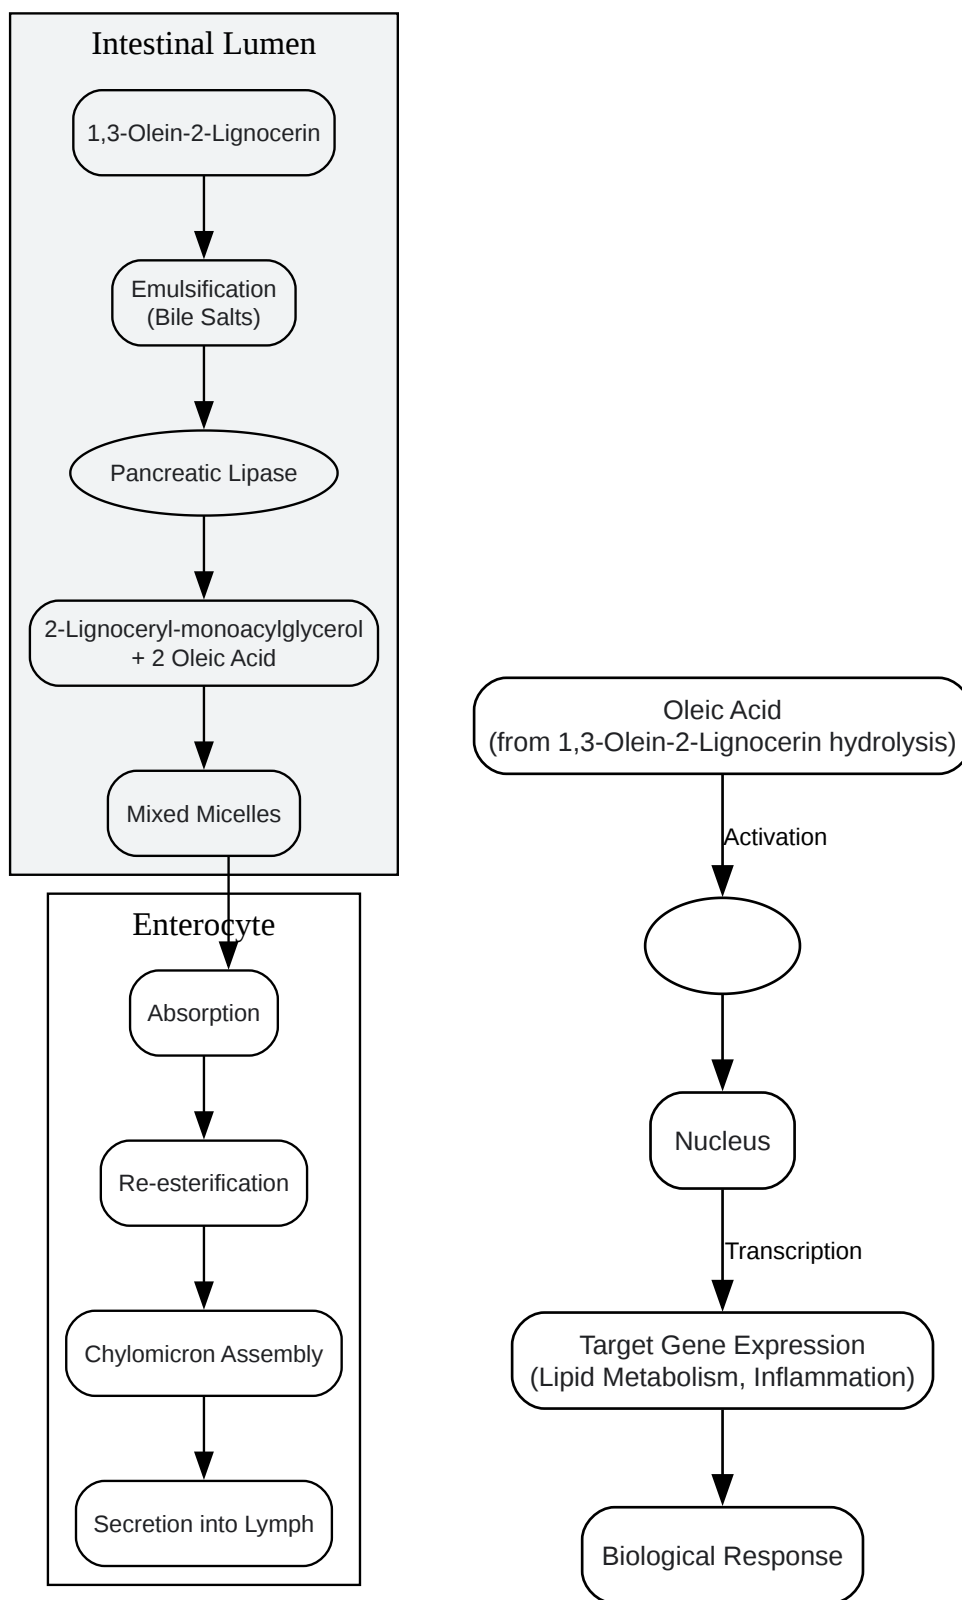 Intestinal Lumen
1,3-Olein-2-Lignocerin
Emulsification
(Bile Salts)
Pancreatic Lipase
2-Lignoceryl-monoacylglycerol
+ 2 Oleic Acid
Mixed Micelles
Enterocyte
Absorption
Re-esterification
Chylomicron Assembly
Secretion into Lymph
Oleic Acid
(from 1,3-Olein-2-Lignocerin hydrolysis)
Activation
Nucleus
Transcription
Target Gene Expression
(Lipid Metabolism, Inflammation)
Biological Response